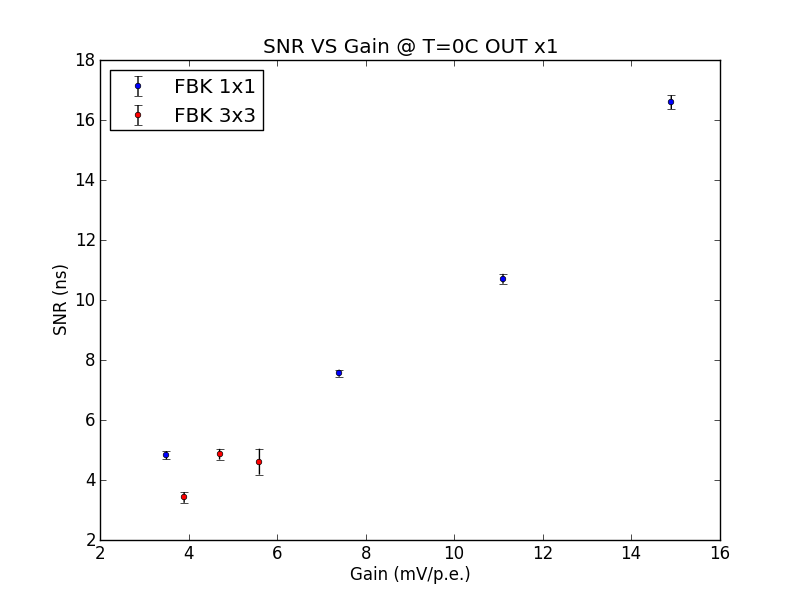 SNR VS Gain @ T=0C OUT x1
FBK 1x1
FBK 3x3
18
16
14
12
10
8
6
4
2
SNR (ns)
2 4 6 8 10 12 14 16
Gain (mV/p.e.)